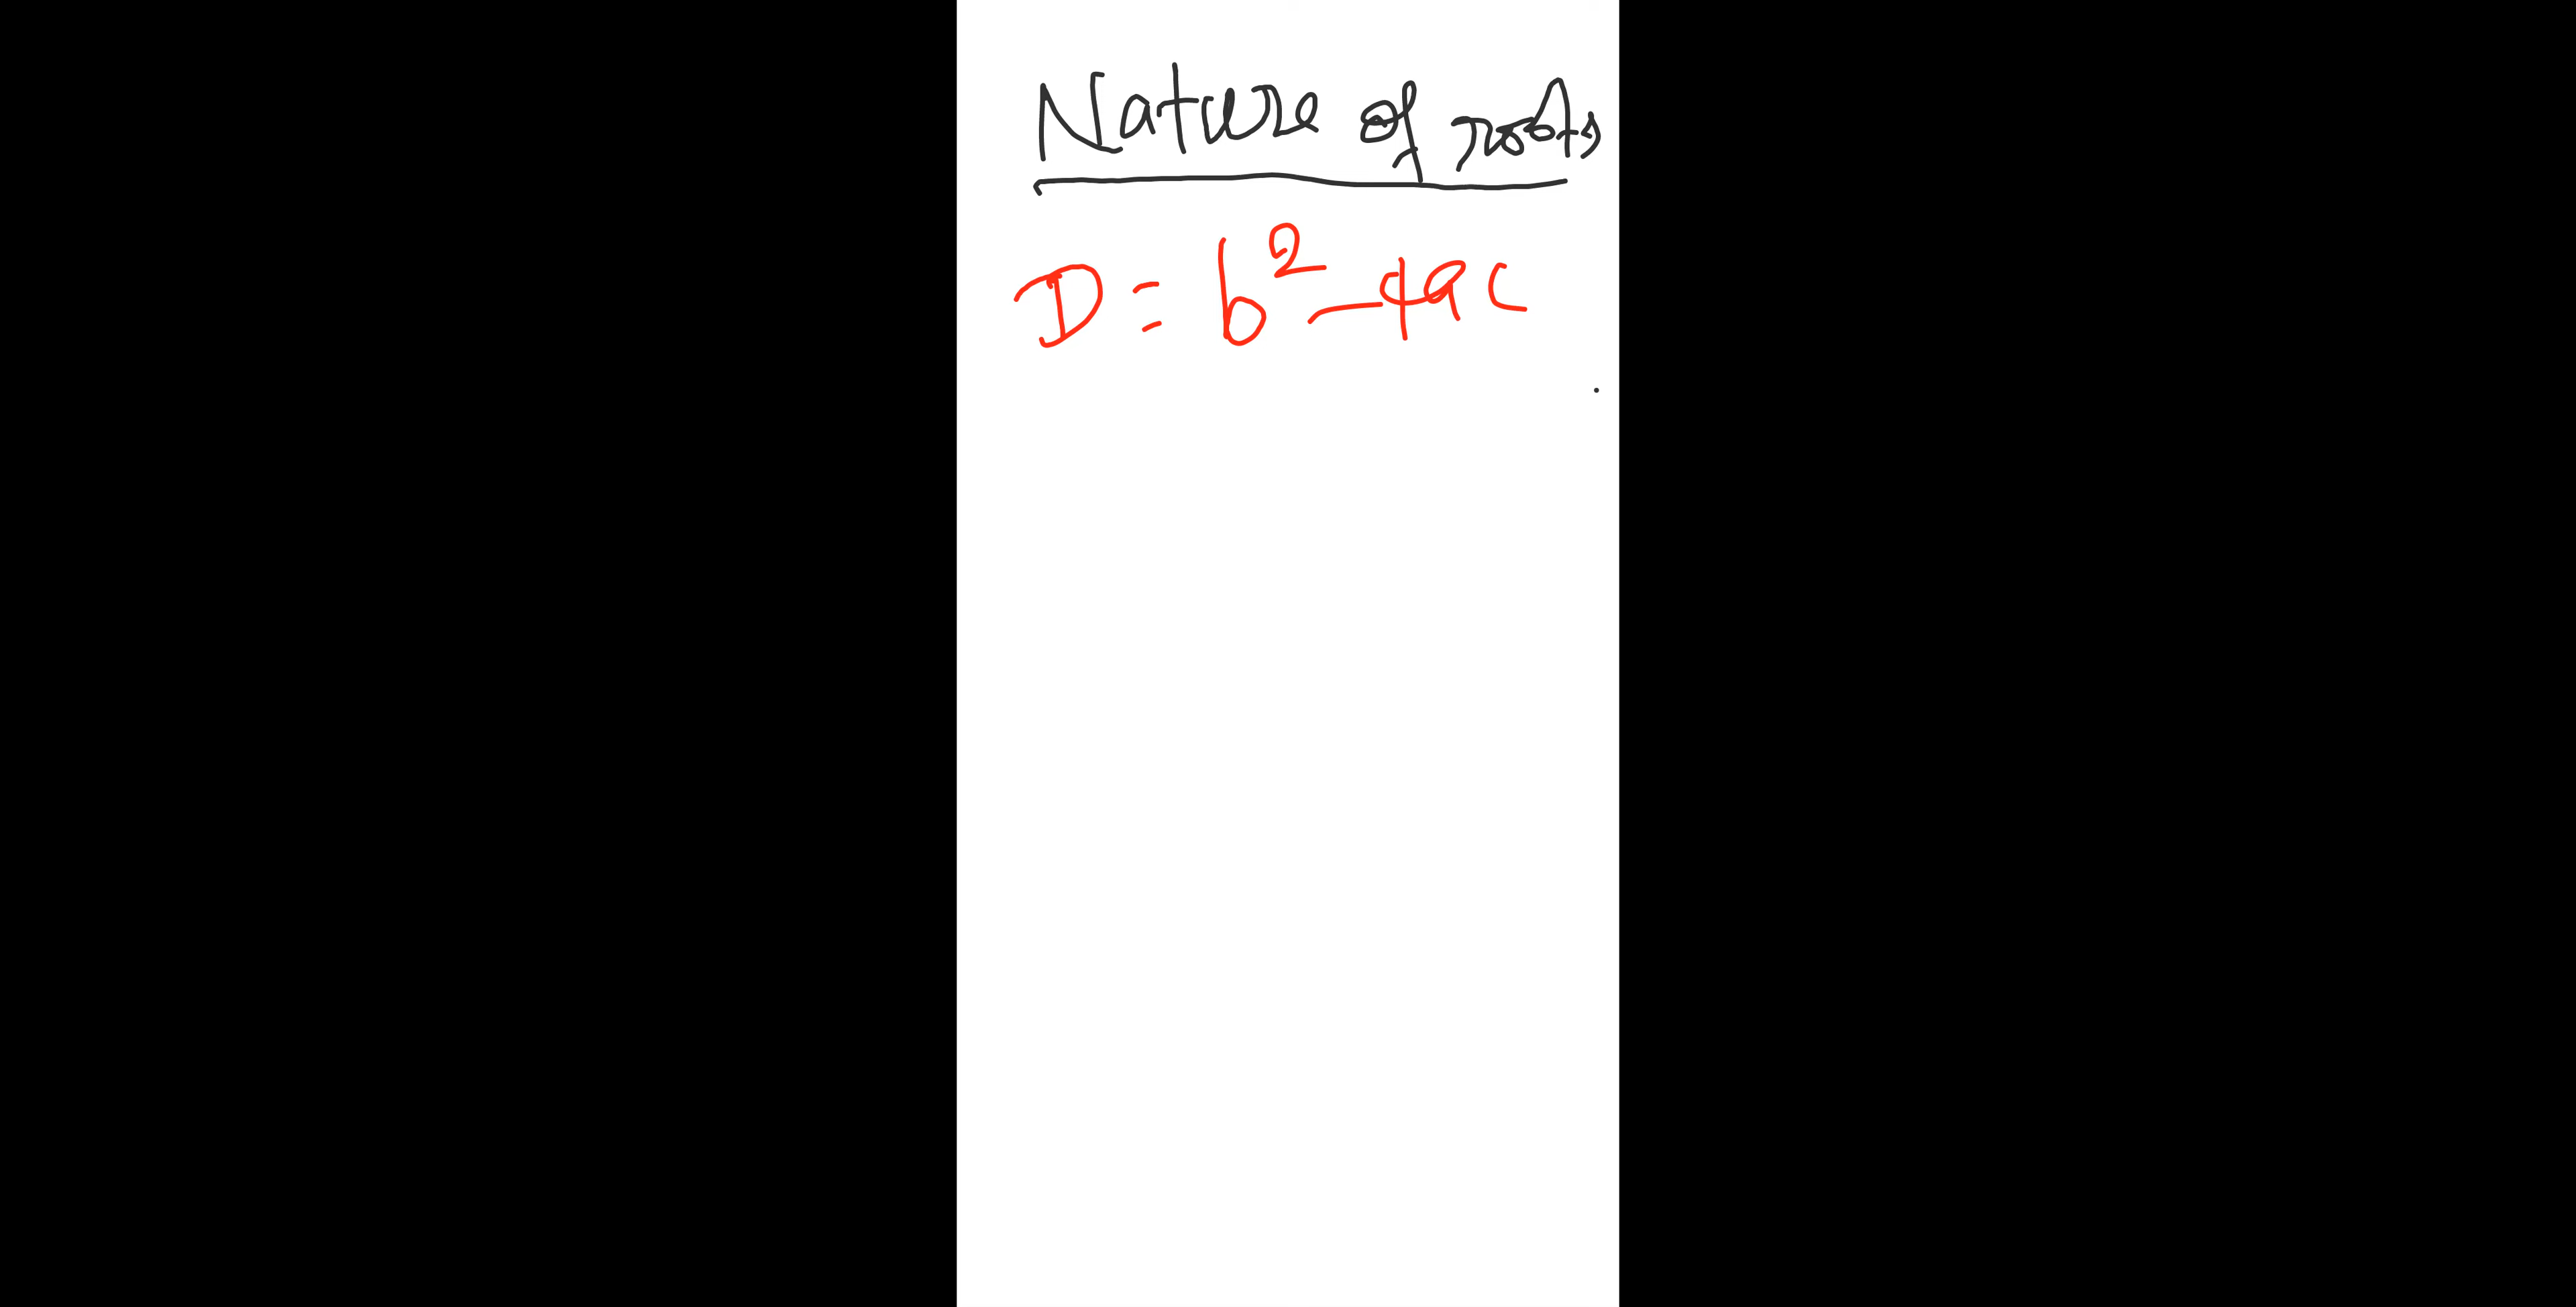 Nature of roots
D = b² - 4ac